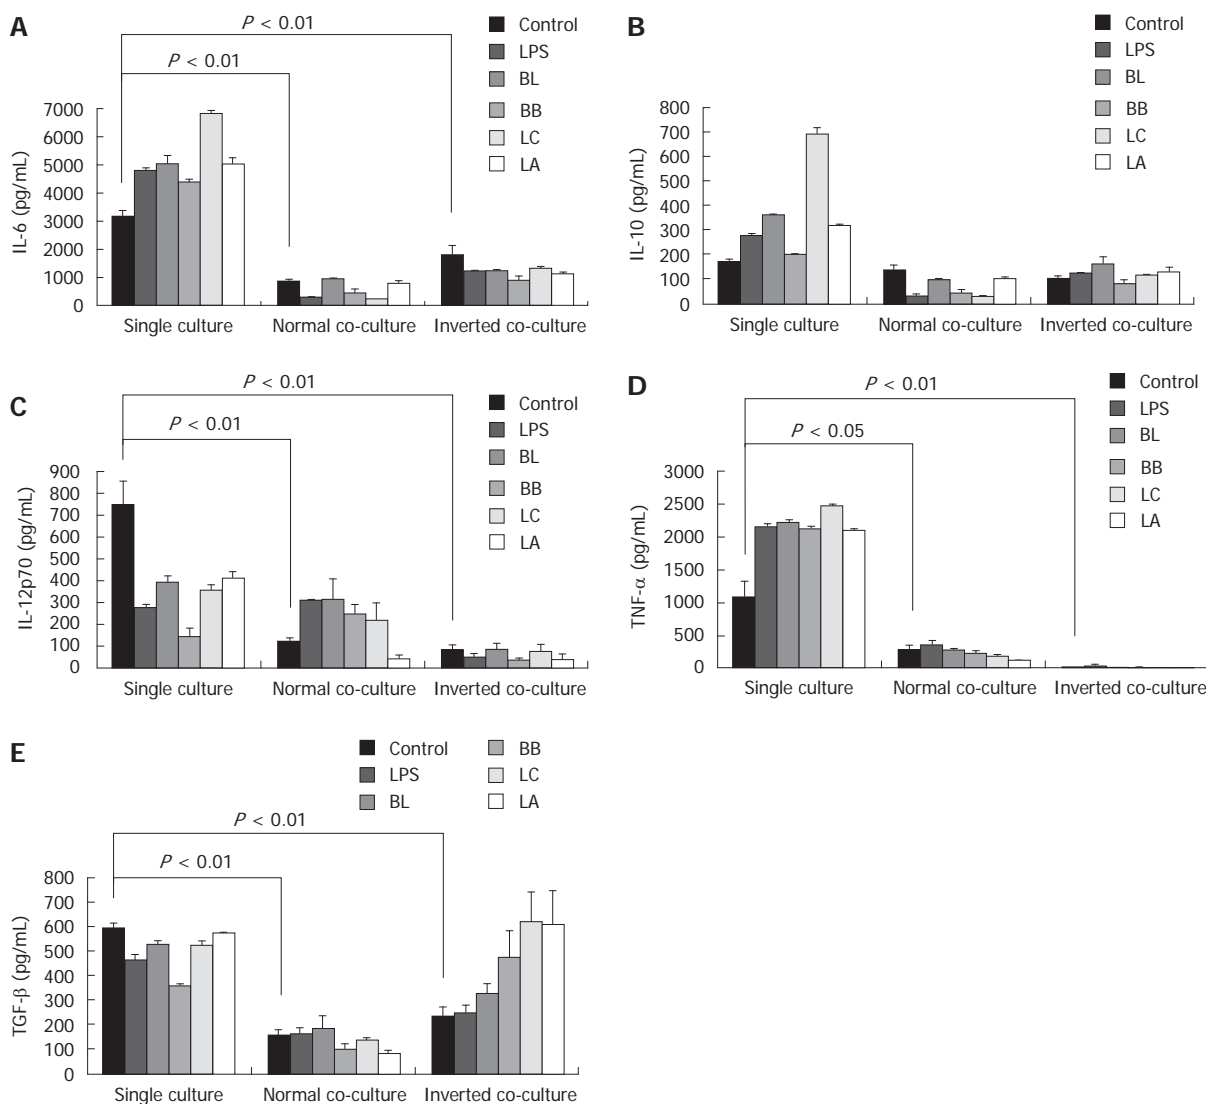 A
P < 0.01
P < 0.01
Control
LPS
BL
BB
LC
LA
IL-6 (pg/mL)
7000
6000
5000
4000
3000
2000
1000
0
Single culture
Normal co-culture
Inverted co-culture
B
Control
LPS
BL
BB
LC
LA
IL-10 (pg/mL)
800
700
600
500
400
300
200
100
0
Single culture
Normal co-culture
Inverted co-culture
C
P < 0.01
P < 0.01
Control
LPS
BL
BB
LC
LA
IL-12p70 (pg/mL)
900
800
700
600
500
400
300
200
100
0
Single culture
Normal co-culture
Inverted co-culture
D
P < 0.01
P < 0.05
Control
LPS
BL
BB
LC
LA
TNF-α (pg/mL)
3000
2500
2000
1500
1000
500
0
Single culture
Normal co-culture
Inverted co-culture
E
Control
LPS
BL
BB
LC
LA
P < 0.01
P < 0.01
TGF-β (pg/mL)
800
700
600
500
400
300
200
100
0
Single culture
Normal co-culture
Inverted co-culture